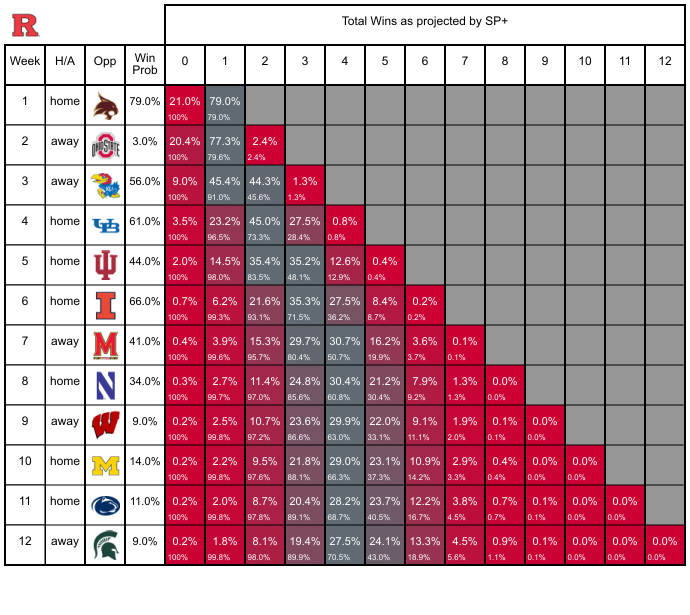 R
Total Wins as projected by SP+
Week H/A Opp Win Prob 0 1 2 3 4 5 6 7 8 9 10 11 12
1 home 79.0% 21.0% 79.0%
100% 79.0%
2 away OHIO STATE 3.0% 20.4% 77.3% 2.4%
100% 79.6% 2.4%
3 away KU 56.0% 9.0% 45.4% 44.3% 1.3%
100% 91.0% 45.6% 1.3%
4 home UB 61.0% 3.5% 23.2% 45.0% 27.5% 0.8%
100% 96.5% 73.3% 28.4% 0.8%
5 home 44.0% 2.0% 14.5% 35.4% 35.2% 12.6% 0.4%
100% 98.0% 83.5% 48.1% 12.9% 0.4%
6 home I 66.0% 0.7% 6.2% 21.6% 35.3% 27.5% 8.4% 0.2%
100% 99.3% 93.1% 71.5% 36.2% 8.7% 0.2%
7 away M 41.0% 0.4% 3.9% 15.3% 29.7% 30.7% 16.2% 3.6% 0.1%
100% 99.6% 95.7% 80.4% 50.7% 19.9% 3.7% 0.1%
8 home N 34.0% 0.3% 2.7% 11.4% 24.8% 30.4% 21.2% 7.9% 1.3% 0.0%
100% 99.7% 97.0% 85.6% 60.8% 30.4% 9.2% 1.3% 0.0%
9 away W 9.0% 0.2% 2.5% 10.7% 23.6% 29.9% 22.0% 9.1% 1.9% 0.1% 0.0%
100% 99.8% 97.2% 86.6% 63.0% 33.1% 11.1% 2.0% 0.1% 0.0%
10 home M 14.0% 0.2% 2.2% 9.5% 21.8% 29.0% 23.1% 10.9% 2.9% 0.4% 0.0% 0.0%
100% 99.8% 97.6% 88.1% 66.3% 37.3% 14.2% 3.3% 0.4% 0.0% 0.0%
11 home 11.0% 0.2% 2.0% 8.7% 20.4% 28.2% 23.7% 12.2% 3.8% 0.7% 0.1% 0.0% 0.0%
100% 99.8% 97.8% 89.1% 68.7% 40.5% 16.7% 4.5% 0.7% 0.1% 0.0% 0.0%
12 away 9.0% 0.2% 1.8% 8.1% 19.4% 27.5% 24.1% 13.3% 4.5% 0.9% 0.1% 0.0% 0.0% 0.0%
100% 99.8% 98.0% 89.9% 70.5% 43.0% 18.9% 5.6% 1.1% 0.1% 0.0% 0.0% 0.0%